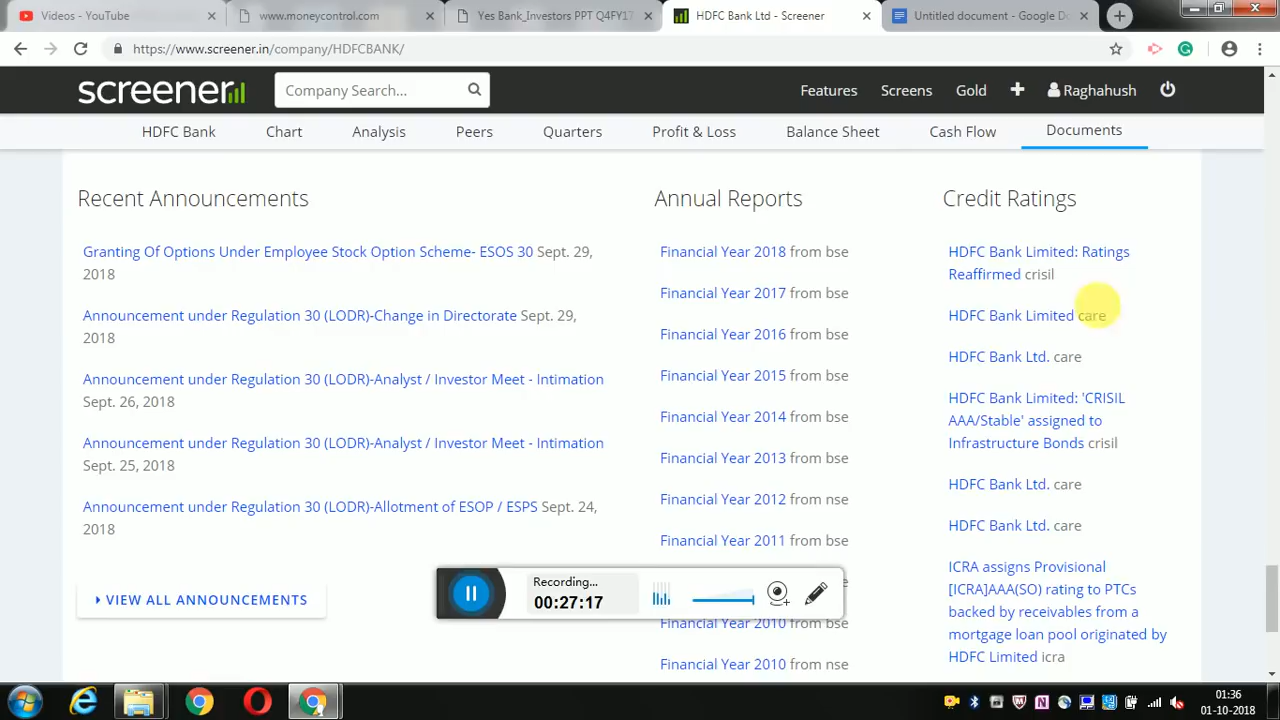 Videos - YouTube
www.moneycontrol.com
Yes Bank_Investors PPT Q4FY17
HDFC Bank Ltd - Screener
Untitled document - Google Do
https://www.screener.in/company/HDFCBANK/
screener
Company Search...
Features
Screens
Gold
Raghahush
HDFC Bank
Chart
Analysis
Peers
Quarters
Profit & Loss
Balance Sheet
Cash Flow
Documents
Recent Announcements
Granting Of Options Under Employee Stock Option Scheme- ESOS 30 Sept. 29,
2018
Announcement under Regulation 30 (LODR)-Change in Directorate Sept. 29,
2018
Announcement under Regulation 30 (LODR)-Analyst / Investor Meet - Intimation
Sept. 26, 2018
Announcement under Regulation 30 (LODR)-Analyst / Investor Meet - Intimation
Sept. 25, 2018
Announcement under Regulation 30 (LODR)-Allotment of ESOP / ESPS Sept. 24,
2018
VIEW ALL ANNOUNCEMENTS
Annual Reports
Financial Year 2018 from bse
Financial Year 2017 from bse
Financial Year 2016 from bse
Financial Year 2015 from bse
Financial Year 2014 from bse
Financial Year 2013 from bse
Financial Year 2012 from nse
Financial Year 2011 from bse
Financial Year 2010 from bse
Financial Year 2010 from nse
Credit Ratings
HDFC Bank Limited: Ratings
Reaffirmed crisil
HDFC Bank Limited care
HDFC Bank Ltd. care
HDFC Bank Limited: 'CRISIL
AAA/Stable' assigned to
Infrastructure Bonds crisil
HDFC Bank Ltd. care
HDFC Bank Ltd. care
ICRA assigns Provisional
[ICRA]AAA(SO) rating to PTCs
backed by receivables from a
mortgage loan pool originated by
HDFC Limited icra
Recording...
00:27:17
01:36
01-10-2018